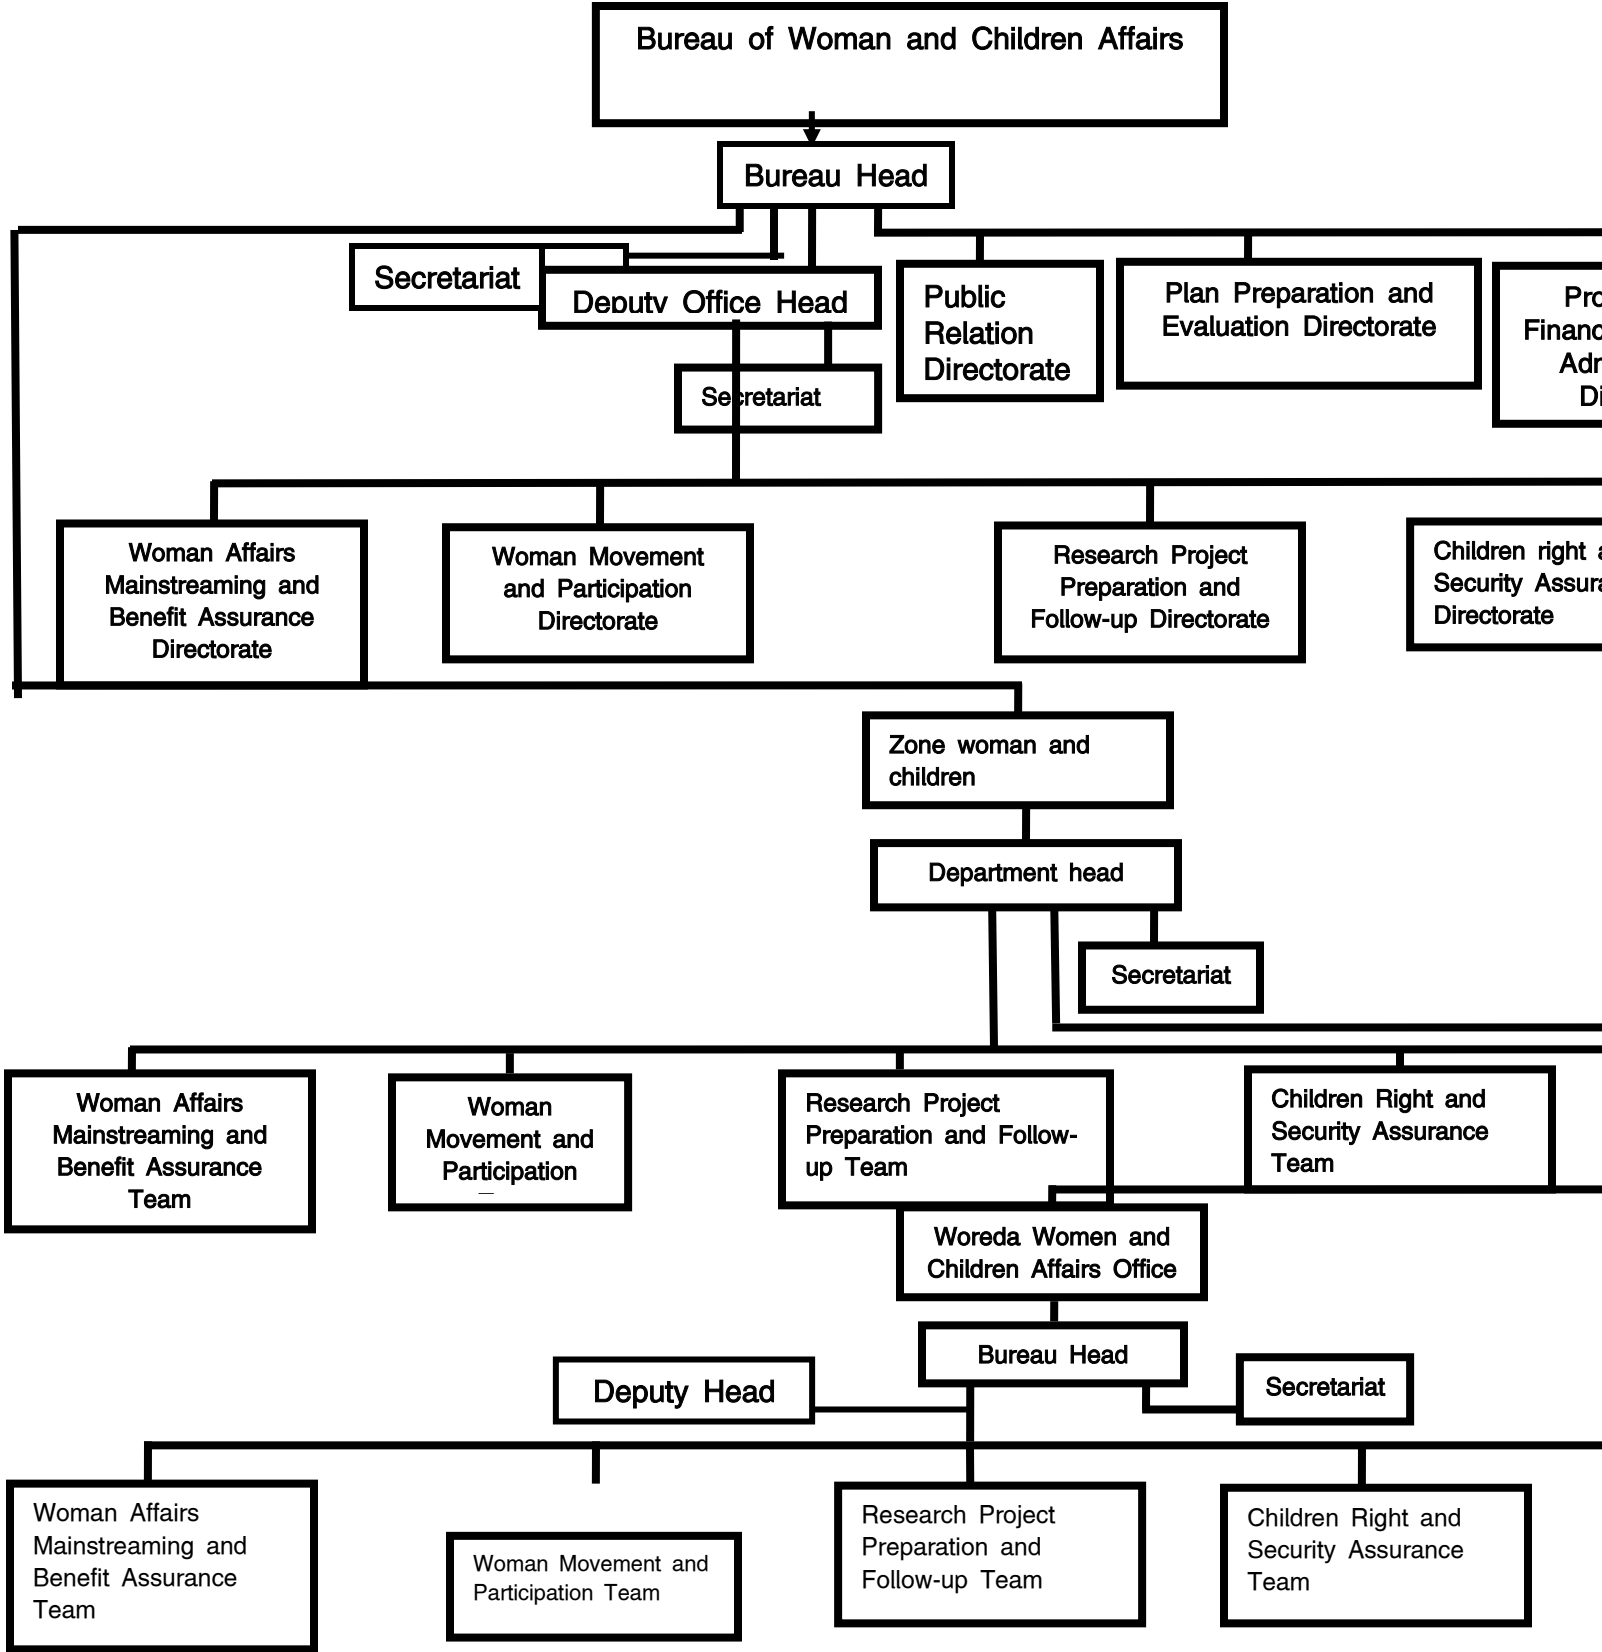 Bureau of Woman and Children Affairs
Bureau Head
Secretariat
Deputy Office Head
Public
Relation
Directorate
Plan Preparation and
Evaluation Directorate
Secretariat
Woman Affairs
Mainstreaming and
Benefit Assurance
Directorate
Woman Movement
and Participation
Directorate
Research Project
Preparation and
Follow-up Directorate
Children right
Security
Directorate
Zone woman and
children
Department head
Secretariat
Woman Affairs
Mainstreaming and
Benefit Assurance
Team
Woman
Movement and
Participation
Research Project
Preparation and Follow-
up Team
Children Right and
Security Assurance
Team
Woreda Women and
Children Affairs Office
Bureau Head
Deputy Head
Secretariat
Woman Affairs
Mainstreaming and
Benefit Assurance
Team
Woman Movement and
Participation Team
Research Project
Preparation and
Follow-up Team
Children Right and
Security Assurance
Team